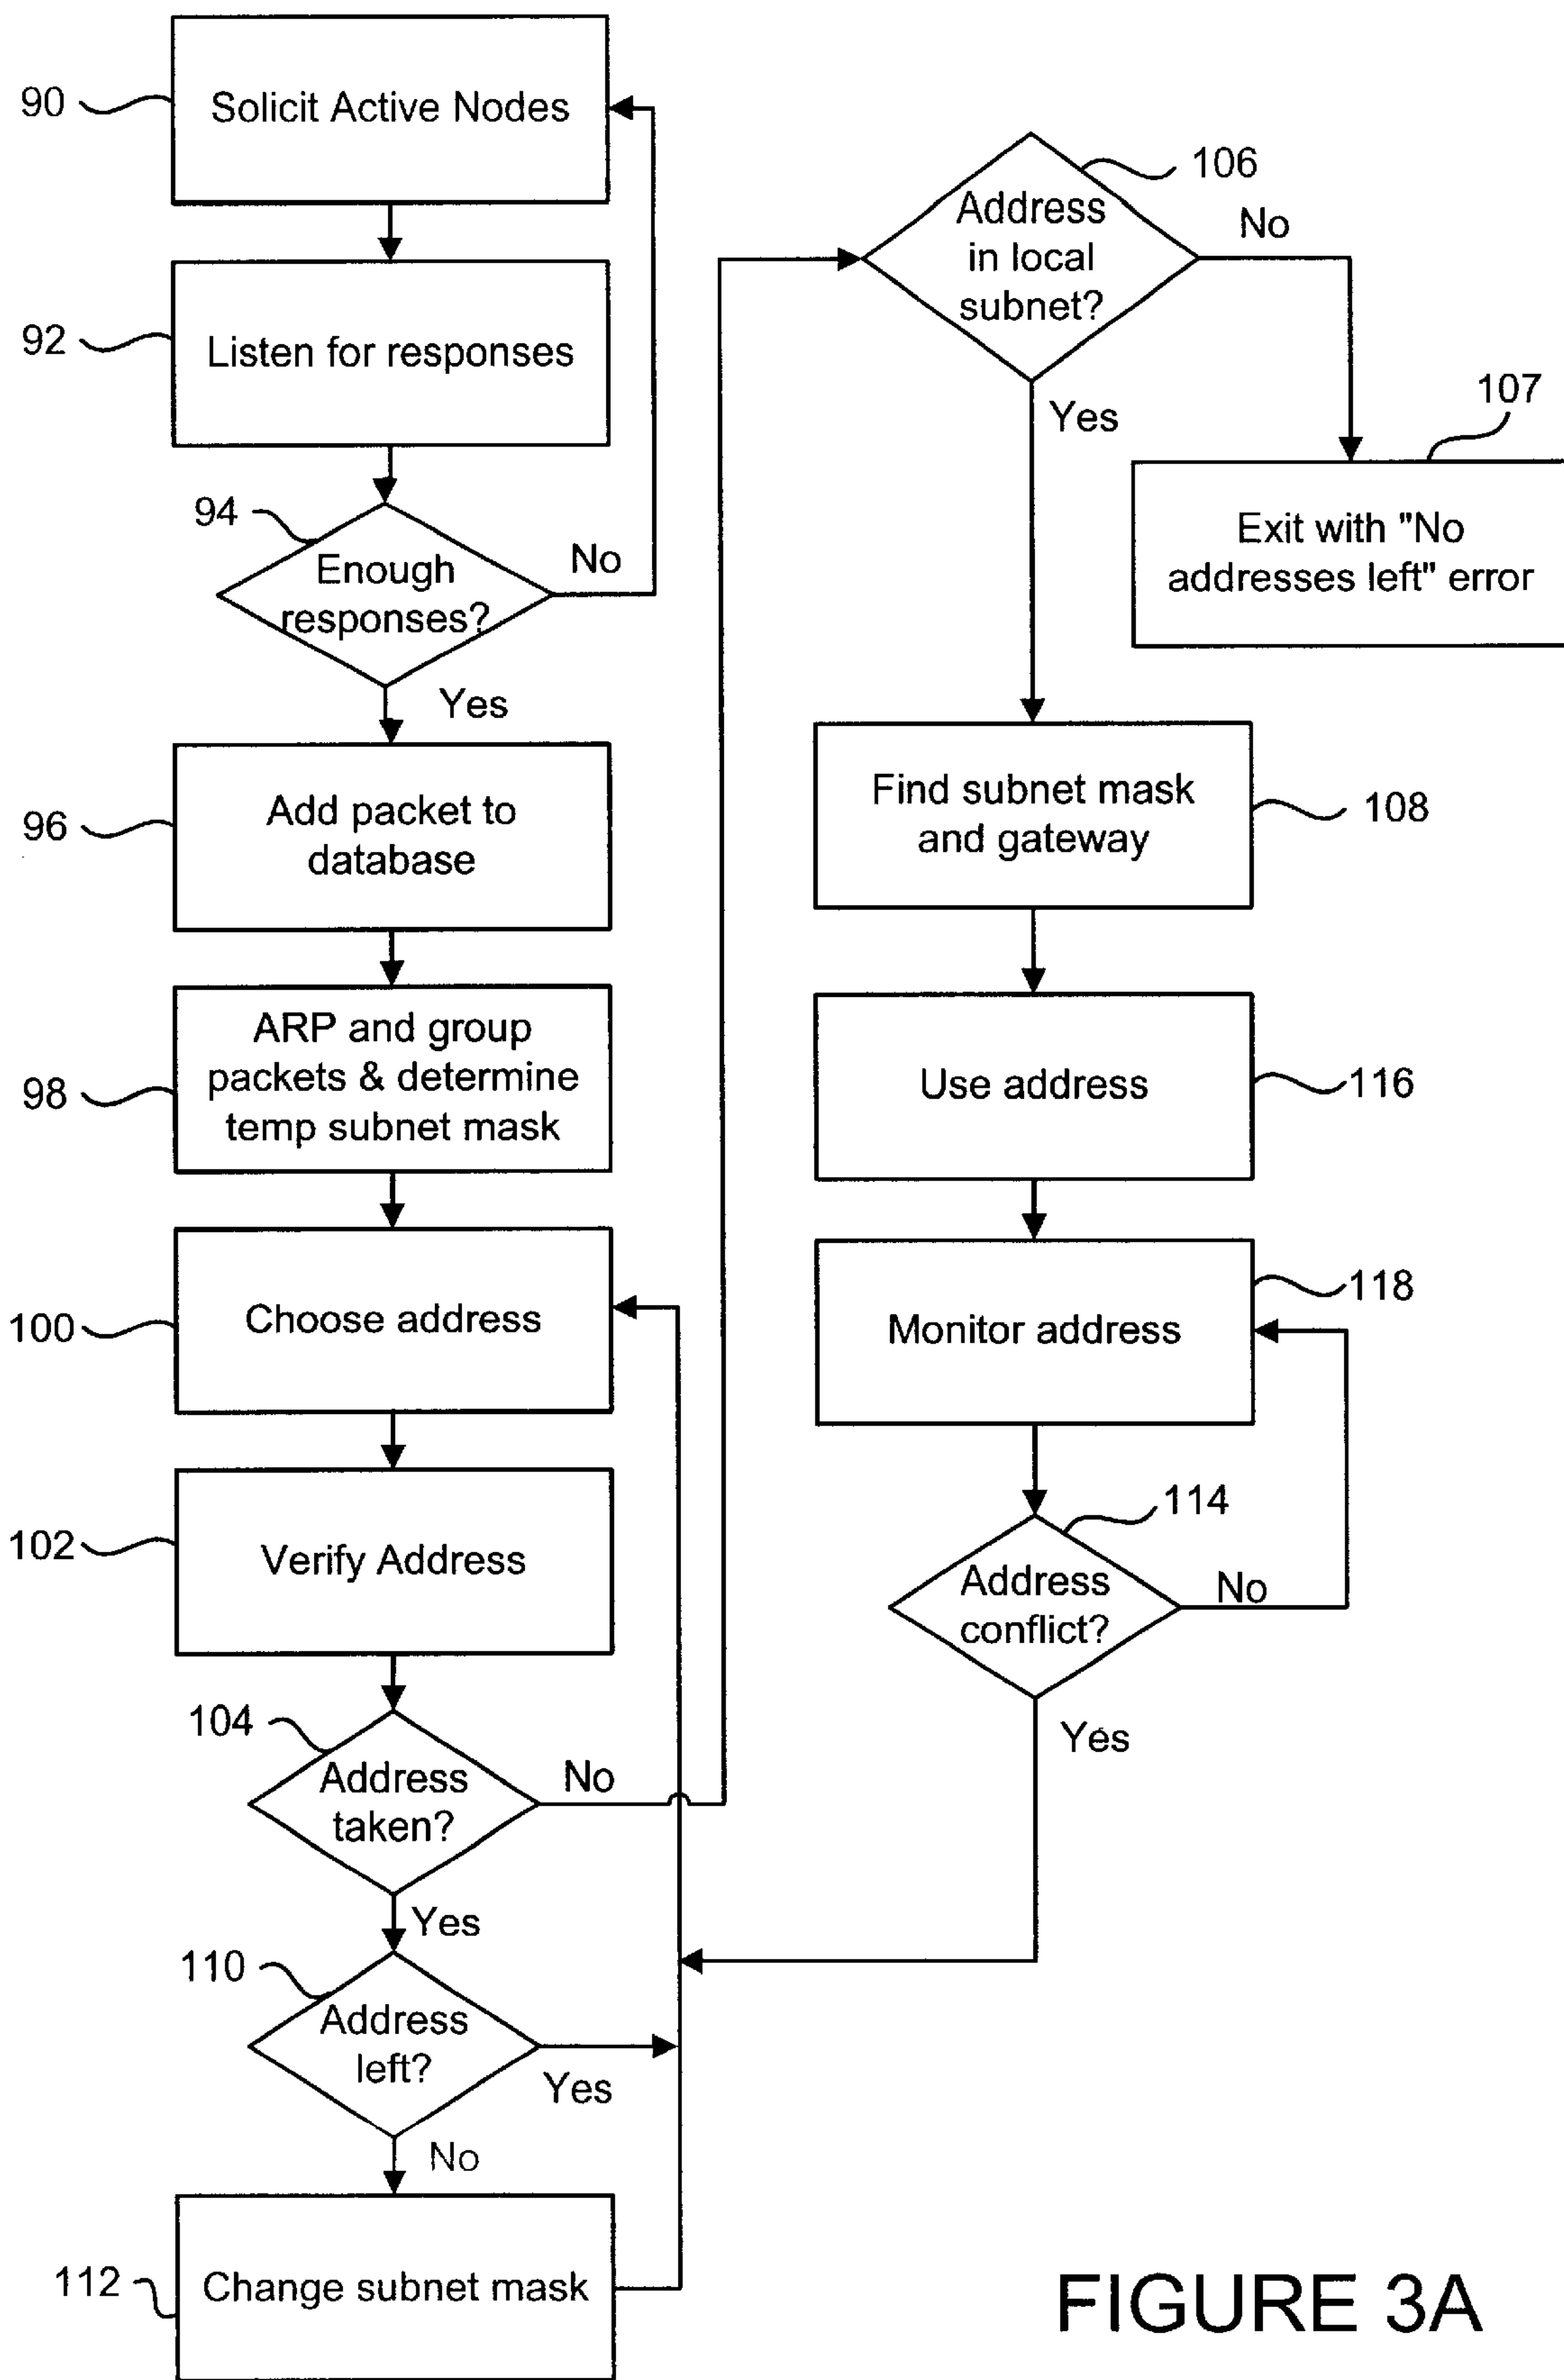 90
Solicit Active Nodes
92
Listen for responses
94
Enough
responses?
No
Yes
96
Add packet to
database
98
ARP and group
packets & determine
temp subnet mask
100
Choose address
102
Verify Address
104
Address
taken?
No
Yes
110
Address
left?
Yes
No
112
Change subnet mask
106
Address
in local
subnet?
No
Yes
107
Exit with "No
addresses left" error
Find subnet mask
and gateway
108
Use address
116
118
Monitor address
114
Address
conflict?
No
Yes
FIGURE 3A